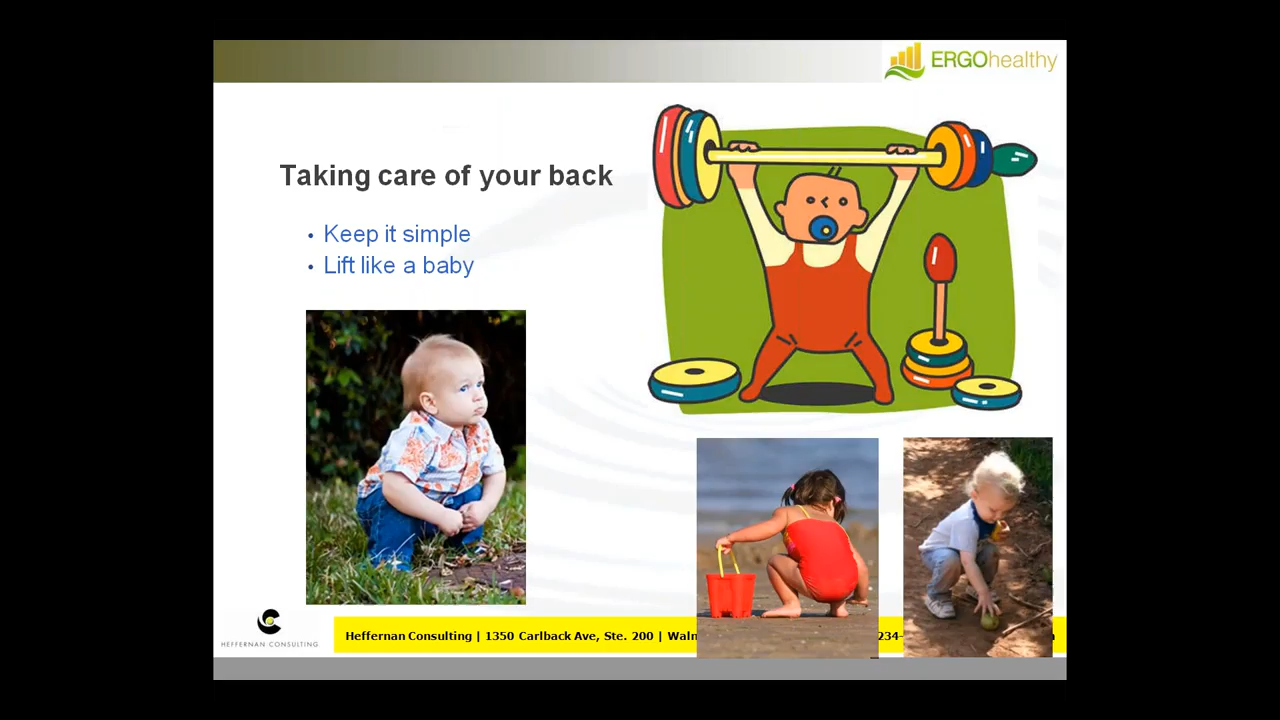 ERGOhealthy
Taking care of your back
• Keep it simple
• Lift like a baby
HEFFERNAN CONSULTING
Heffernan Consulting | 1350 Carlback Ave, Ste. 200 | 234-